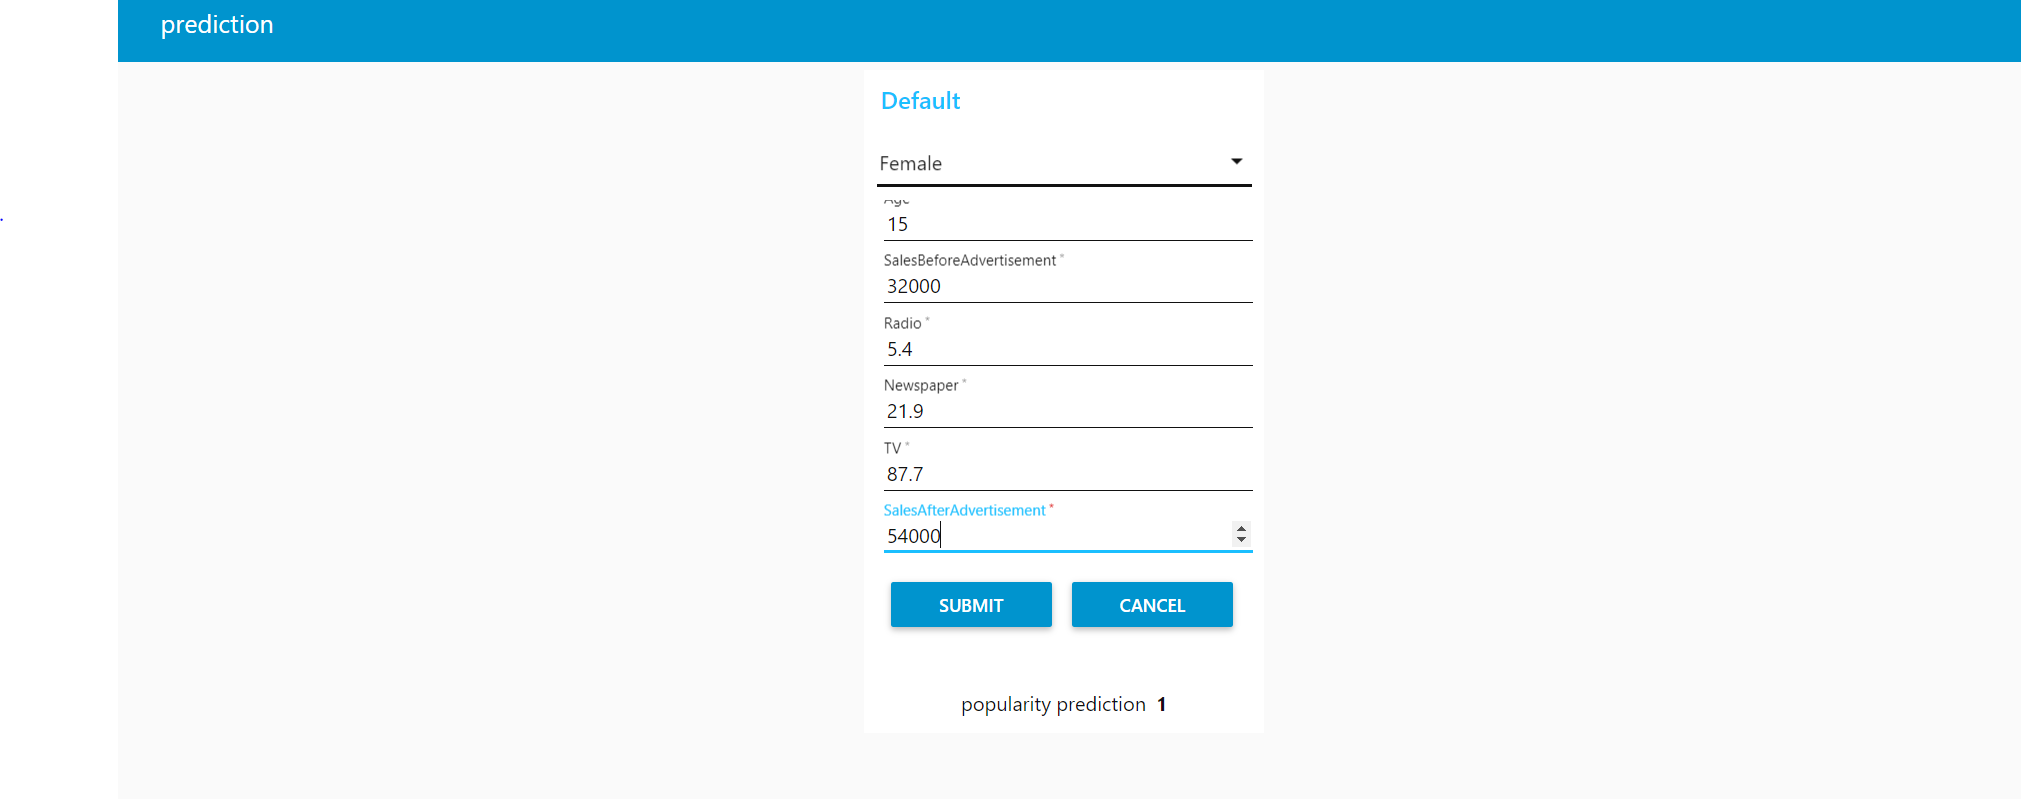 prediction
Default
Female
Age
15
SalesBeforeAdvertisement *
32000
Radio *
5.4
Newspaper *
21.9
TV *
87.7
SalesAfterAdvertisement *
54000
SUBMIT CANCEL
popularity prediction 1